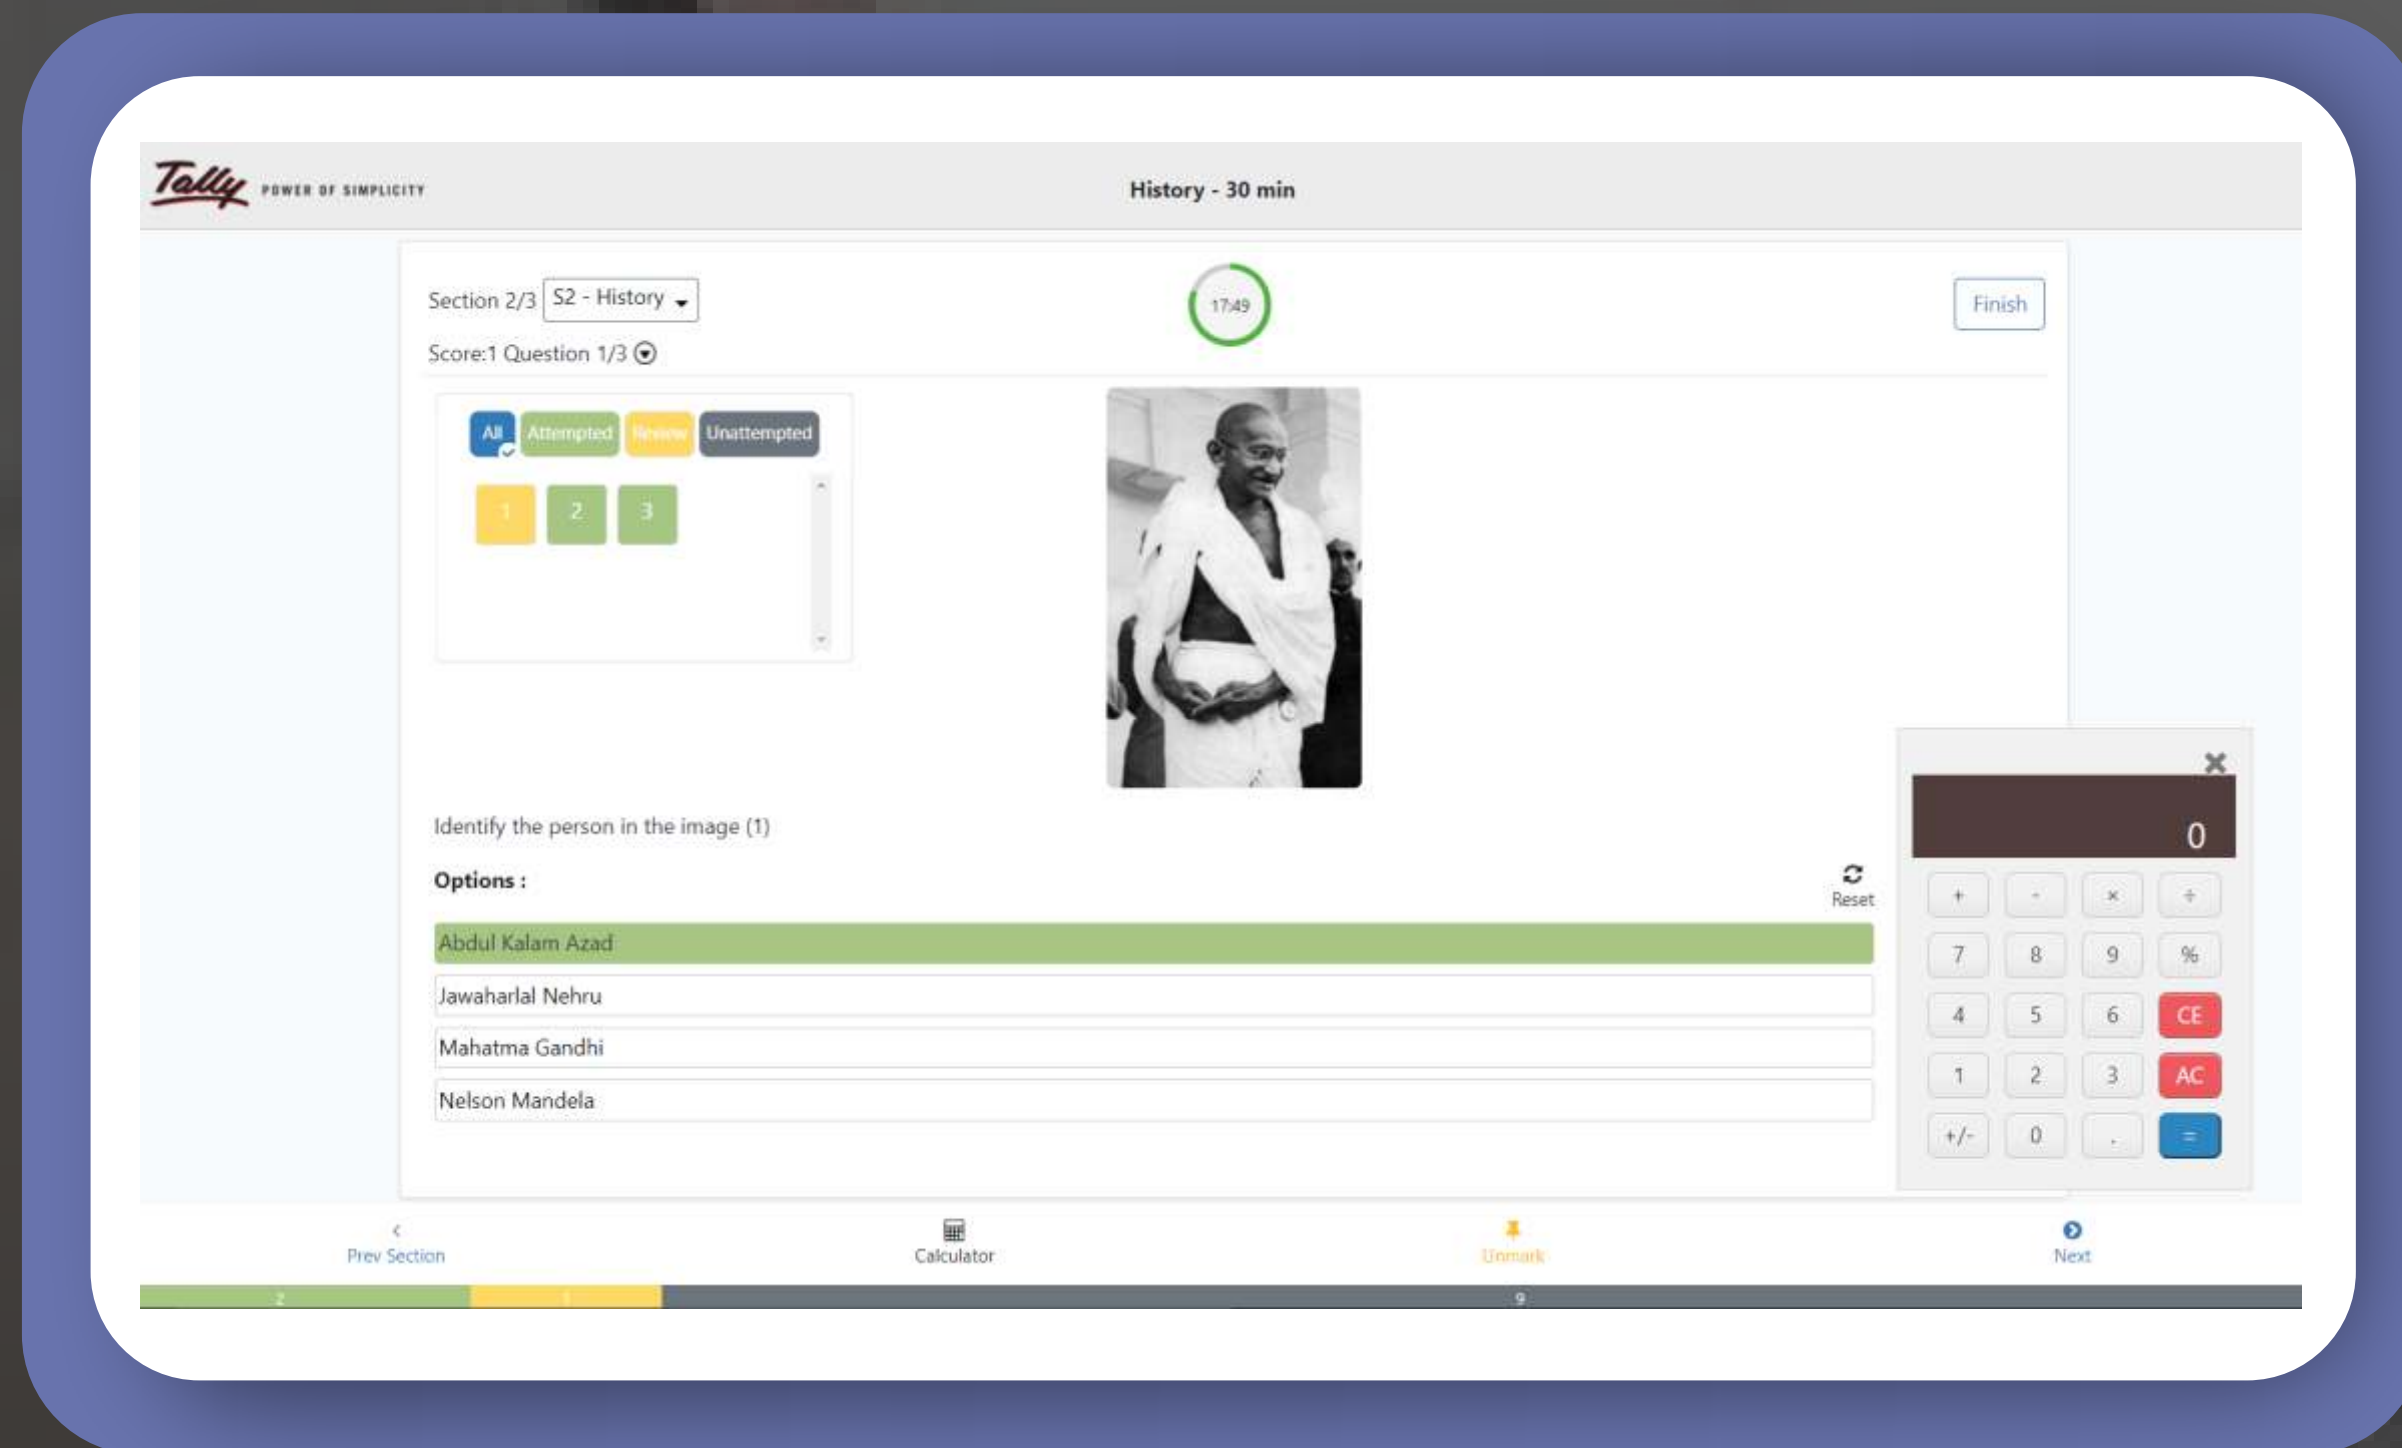 Tally POWER OF SIMPLICITY
History - 30 min
Section 2/3 S2 - History
17:49
Finish
Score:1 Question 1/3
All Attempted Review Unattempted
1 2 3
Identify the person in the image (1)
Options :
Reset
Abdul Kalam Azad
Jawaharlal Nehru
Mahatma Gandhi
Nelson Mandela
0
+ - × ÷
7 8 9 %
4 5 6 CE
1 2 3 AC
+/- 0 . =
Prev Section
Calculator
Unmark
Next
2 1 9